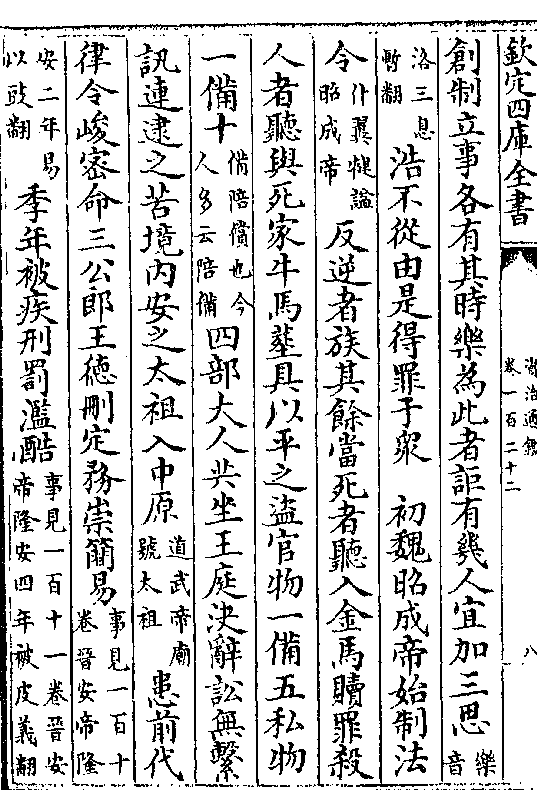 欽定四庫全書
資治通鑑
卷一百二十二
八
創制立事各有其時樂為此者詎有幾人宜加三思樂音
洛三息暫翻浩不從由是得罪于衆　初魏昭成帝始制法
令什翼犍諡昭成帝反逆者族其餘當死者聽入金馬贖罪殺
人者聽與死家牛馬葬具以平之盜官物一備五私物
一備十備陪償也今人多云陪備四部大人共坐王庭決辭訟無繫
訊連逮之苦境內安之太祖入中原道武帝廟號太祖患前代
律令峻密命三公郎王德刪定務崇簡易事見一百十卷晉安帝隆
安二年易以豉翻季年被疾刑罰濫酷事見一百十一卷晉安帝隆安四年被皮義翻